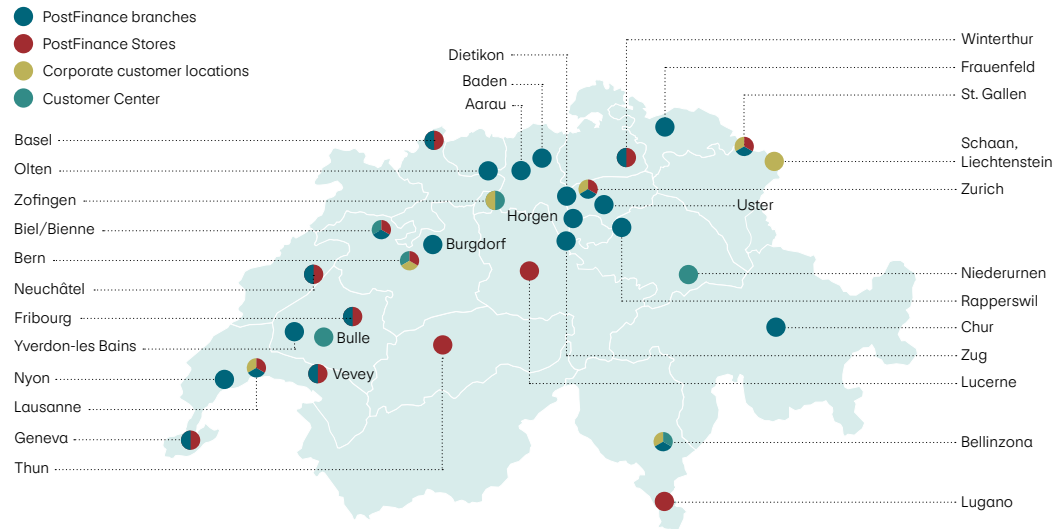 PostFinance branches
PostFinance Stores
Corporate customer locations
Customer Center
Dietikon
Baden
Aarau
Basel
Olten
Zofingen
Biel/Bienne
Bern
Neuchâtel
Fribourg
Yverdon-les Bains
Nyon
Lausanne
Geneva
Thun
Horgen
Burgdorf
Bulle
Vevey
Uster
Winterthur
Frauenfeld
St. Gallen
Schaan,
Liechtenstein
Zurich
Niederurnen
Rapperswil
Chur
Zug
Lucerne
Bellinzona
Lugano